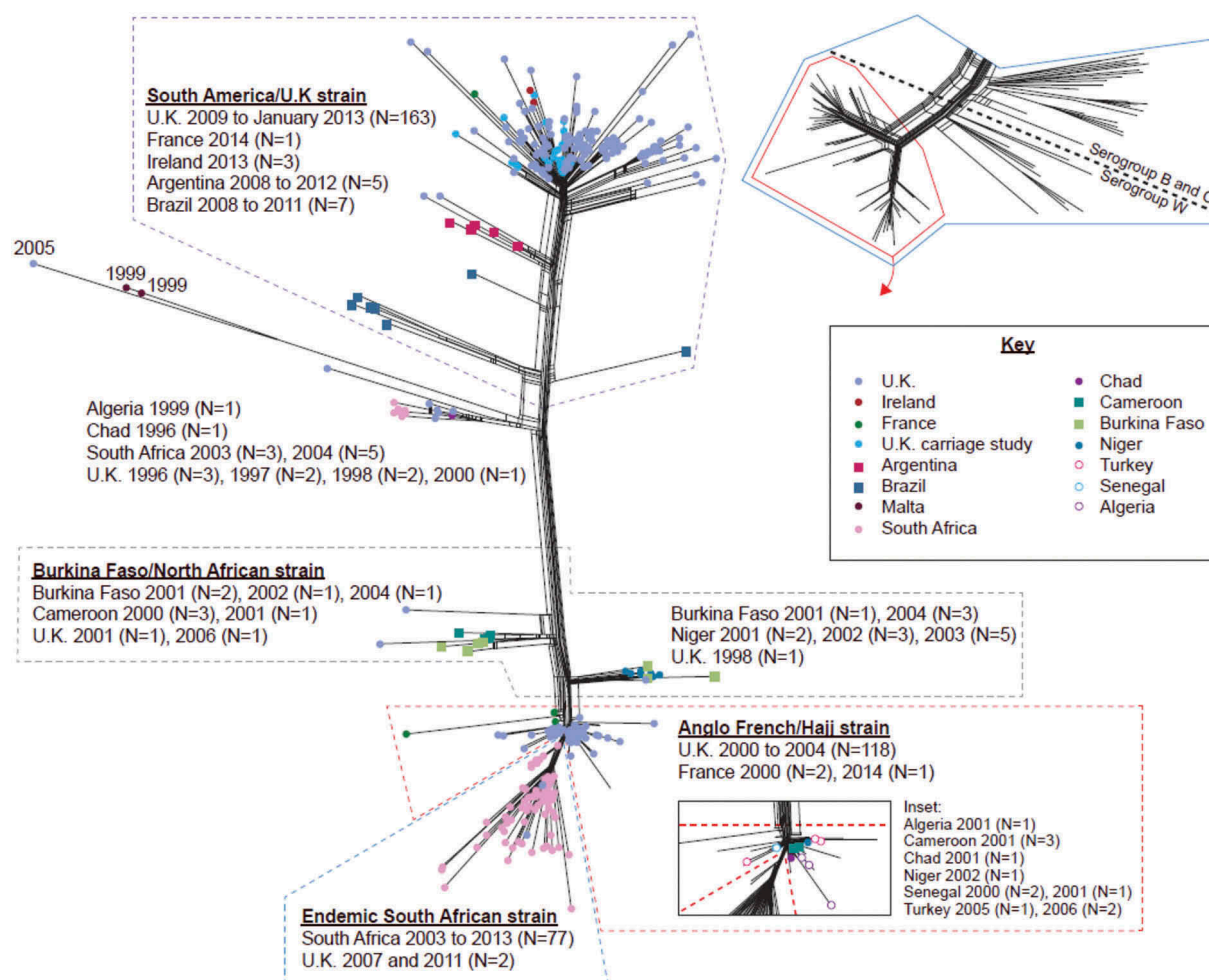 South America/U.K strain
U.K. 2009 to January 2013 (N=163)
France 2014 (N=1)
Ireland 2013 (N=3)
Argentina 2008 to 2012 (N=5)
Brazil 2008 to 2011 (N=7)
Serogroup B and C
Serogroup W
2005
1999
1999
Key
U.K.
Ireland
France
U.K. carriage study
Argentina
Brazil
Malta
South Africa
Chad
Cameroon
Burkina Faso
Niger
Turkey
Senegal
Algeria
Algeria 1999 (N=1)
Chad 1996 (N=1)
South Africa 2003 (N=3), 2004 (N=5)
U.K. 1996 (N=3), 1997 (N=2), 1998 (N=2), 2000 (N=1)
Burkina Faso/North African strain
Burkina Faso 2001 (N=2), 2002 (N=1), 2004 (N=1)
Cameroon 2000 (N=3), 2001 (N=1)
U.K. 2001 (N=1), 2006 (N=1)
Burkina Faso 2001 (N=1), 2004 (N=3)
Niger 2001 (N=2), 2002 (N=3), 2003 (N=5)
U.K. 1998 (N=1)
Anglo French/Hajj strain
U.K. 2000 to 2004 (N=118)
France 2000 (N=2), 2014 (N=1)
Inset:
Algeria 2001 (N=1)
Cameroon 2001 (N=3)
Chad 2001 (N=1)
Niger 2002 (N=1)
Senegal 2000 (N=2), 2001 (N=1)
Turkey 2005 (N=1), 2006 (N=2)
Endemic South African strain
South Africa 2003 to 2013 (N=77)
U.K. 2007 and 2011 (N=2)